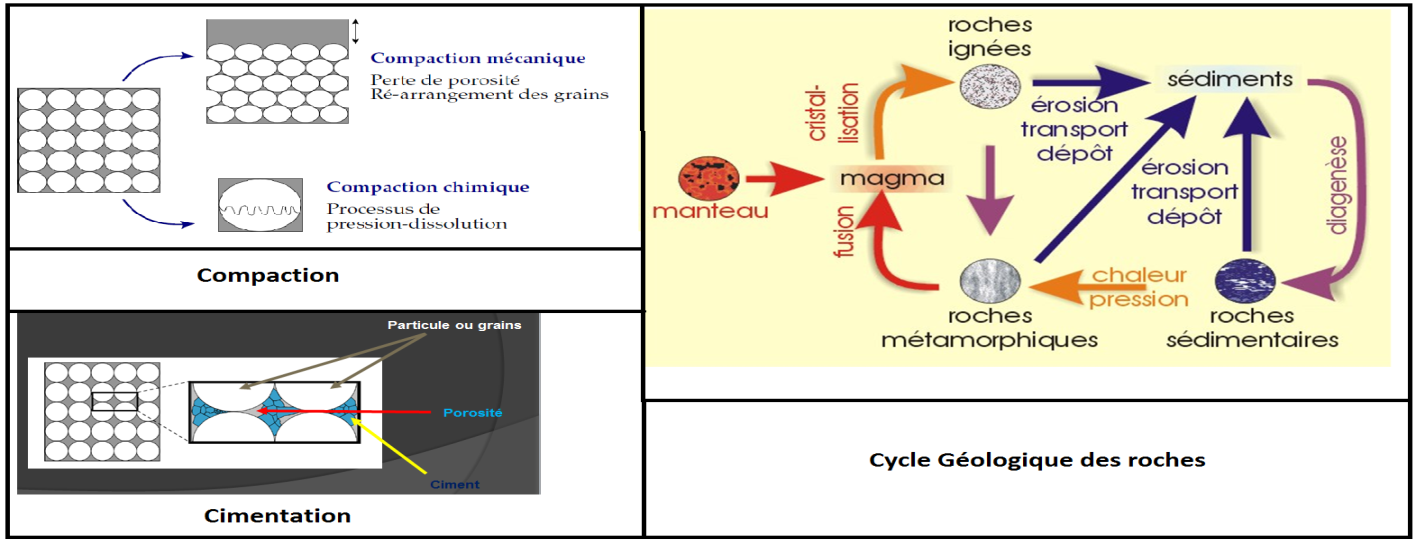 Compaction mécanique
Perte de porosité
Ré-arrangement des grains
Compaction chimique
Processus de
pression-dissolution
Compaction
Particule ou grains
Porosité
Ciment
Cimentation
roches
ignées
sédiments
cristal-
lisation
érosion
transport
dépôt
érosion
transport
dépôt
diagenèse
magma
manteau
fusion
chaleur
pression
roches
métamorphiques
roches
sédimentaires
Cycle Géologique des roches